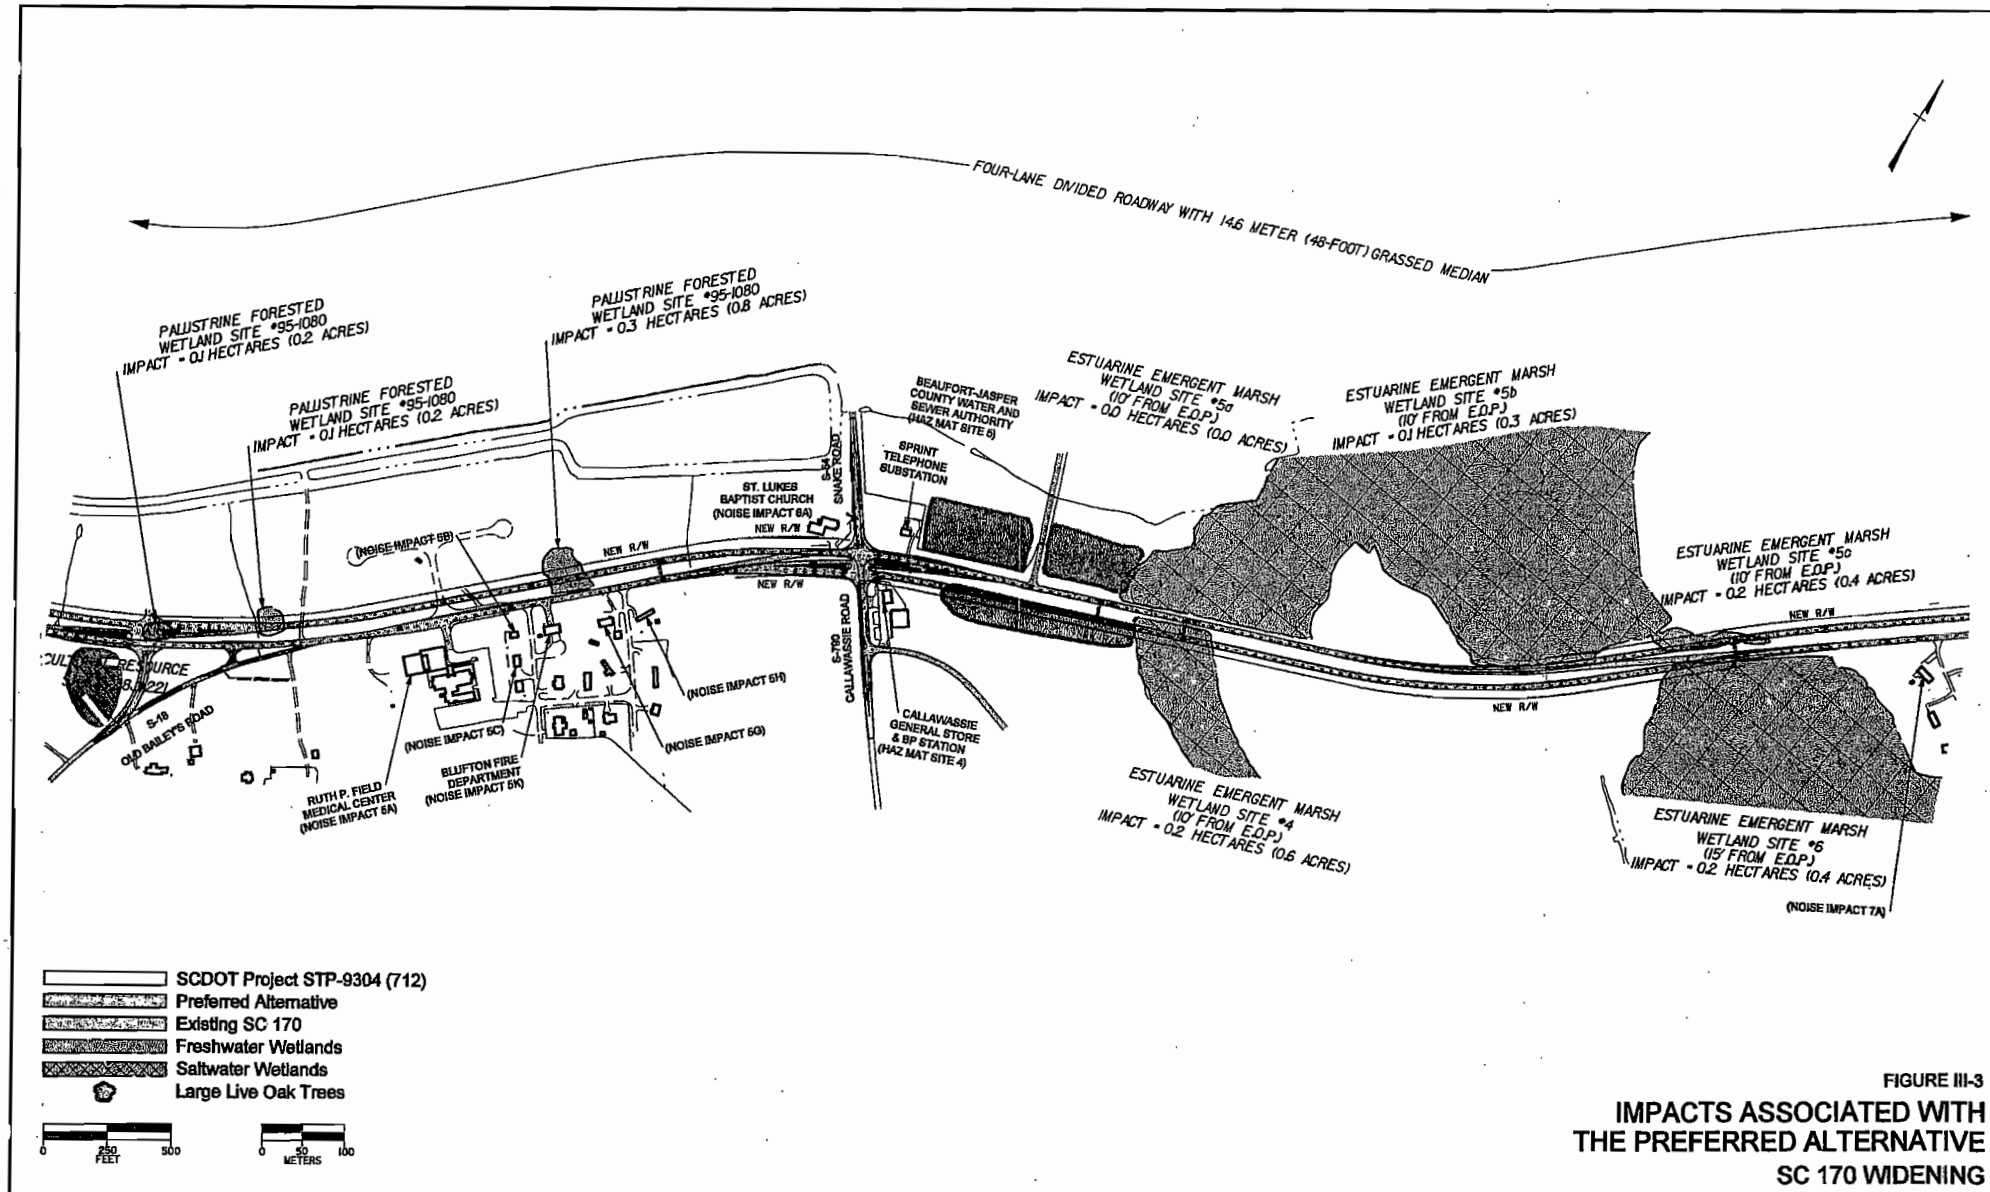 FOUR-LANE DIVIDED ROADWAY WITH 14.6 METER (48-FOOT) GRASSED MEDIAN
PALUSTRINE FORESTED
WETLAND SITE #95-1080
IMPACT = 0.1 HECTARES (0.2 ACRES)
PALUSTRINE FORESTED
WETLAND SITE #95-1080
IMPACT = 0.1 HECTARES (0.2 ACRES)
PALUSTRINE FORESTED
WETLAND SITE #95-1080
IMPACT = 0.3 HECTARES (0.8 ACRES)
ESTUARINE EMERGENT MARSH
WETLAND SITE #5a
(10' FROM E.O.P.)
IMPACT = 0.0 HECTARES (0.0 ACRES)
ESTUARINE EMERGENT MARSH
WETLAND SITE #5b
(10' FROM E.O.P.)
IMPACT = 0.1 HECTARES (0.3 ACRES)
BEAUFORT-JASPER
COUNTY WATER AND
SEWER AUTHORITY
(HAZ MAT SITE 5)
SPRINT
TELEPHONE
SUBSTATION
S-54
SNAKE ROAD
ST. LUKES
BAPTIST CHURCH
(NOISE IMPACT 6A)
NEW R/W
NEW R/W
NEW R/W
(NOISE IMPACT 5B)
ESTUARINE EMERGENT MARSH
WETLAND SITE #5c
(10' FROM E.O.P.)
IMPACT = 0.2 HECTARES (0.4 ACRES)
NEW R/W
NEW R/W
RESOURCE
S-18
OLD BAILEY'S ROAD
RUTH P. FIELD
MEDICAL CENTER
(NOISE IMPACT 5A)
(NOISE IMPACT 5C)
BLUFFTON FIRE
DEPARTMENT
(NOISE IMPACT 5K)
(NOISE IMPACT 5H)
(NOISE IMPACT 5G)
S-760
CALLAWASSIE ROAD
CALLAWASSIE
GENERAL STORE
& BP STATION
(HAZ MAT SITE 4)
ESTUARINE EMERGENT MARSH
WETLAND SITE #4
(10' FROM E.O.P.)
IMPACT = 0.2 HECTARES (0.6 ACRES)
ESTUARINE EMERGENT MARSH
WETLAND SITE #6
(15' FROM E.O.P.)
IMPACT = 0.2 HECTARES (0.4 ACRES)
(NOISE IMPACT 7A)
SCDOT Project STP-9304 (712)
Preferred Alternative
Existing SC 170
Freshwater Wetlands
Saltwater Wetlands
Large Live Oak Trees
0 250 500
FEET
0 50 100
METERS
FIGURE III-3
IMPACTS ASSOCIATED WITH
THE PREFERRED ALTERNATIVE
SC 170 WIDENING